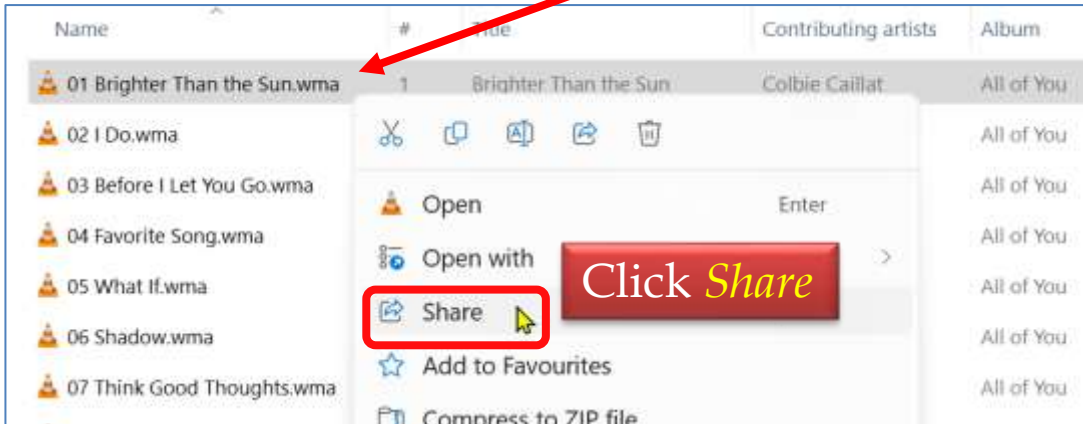 Name # Title Contributing artists Album
01 Brighter Than the Sun.wma 1 Brighter Than the Sun Colbie Caillat All of You
02 I Do.wma All of You
03 Before I Let You Go.wma All of You
Open Enter
04 Favorite Song.wma All of You
Open with
Click Share
05 What If.wma All of You
Share
06 Shadow.wma All of You
Add to Favourites
07 Think Good Thoughts.wma All of You
Compress to ZIP file